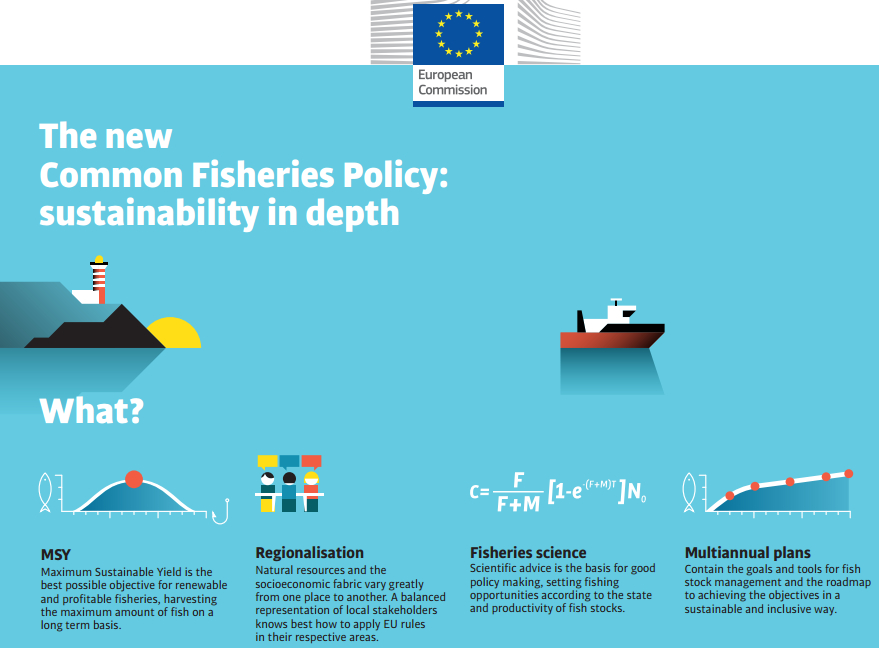 European
Commission
The new
Common Fisheries Policy:
sustainability in depth
What?
C= F/F+M [1-e^-(F+M)T]N₀
MSY
Maximum Sustainable Yield is the
best possible objective for renewable
and profitable fisheries, harvesting
the maximum amount of fish on a
long term basis.
Regionalisation
Natural resources and the
socioeconomic fabric vary greatly
from one place to another. A balanced
representation of local stakeholders
knows best how to apply EU rules
in their respective areas.
Fisheries science
Scientific advice is the basis for good
policy making, setting fishing
opportunities according to the state
and productivity of fish stocks.
Multiannual plans
Contain the goals and tools for fish
stock management and the roadmap
to achieving the objectives in a
sustainable and inclusive way.